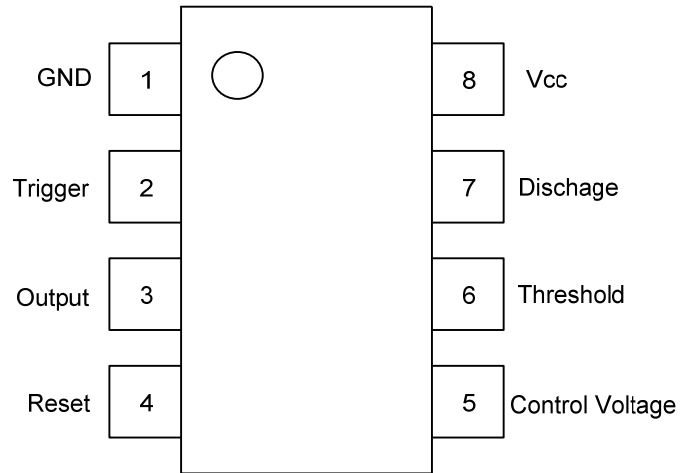 GND 1 8 Vcc
Trigger 2 7 Dischage
Output 3 6 Threshold
Reset 4 5 Control Voltage